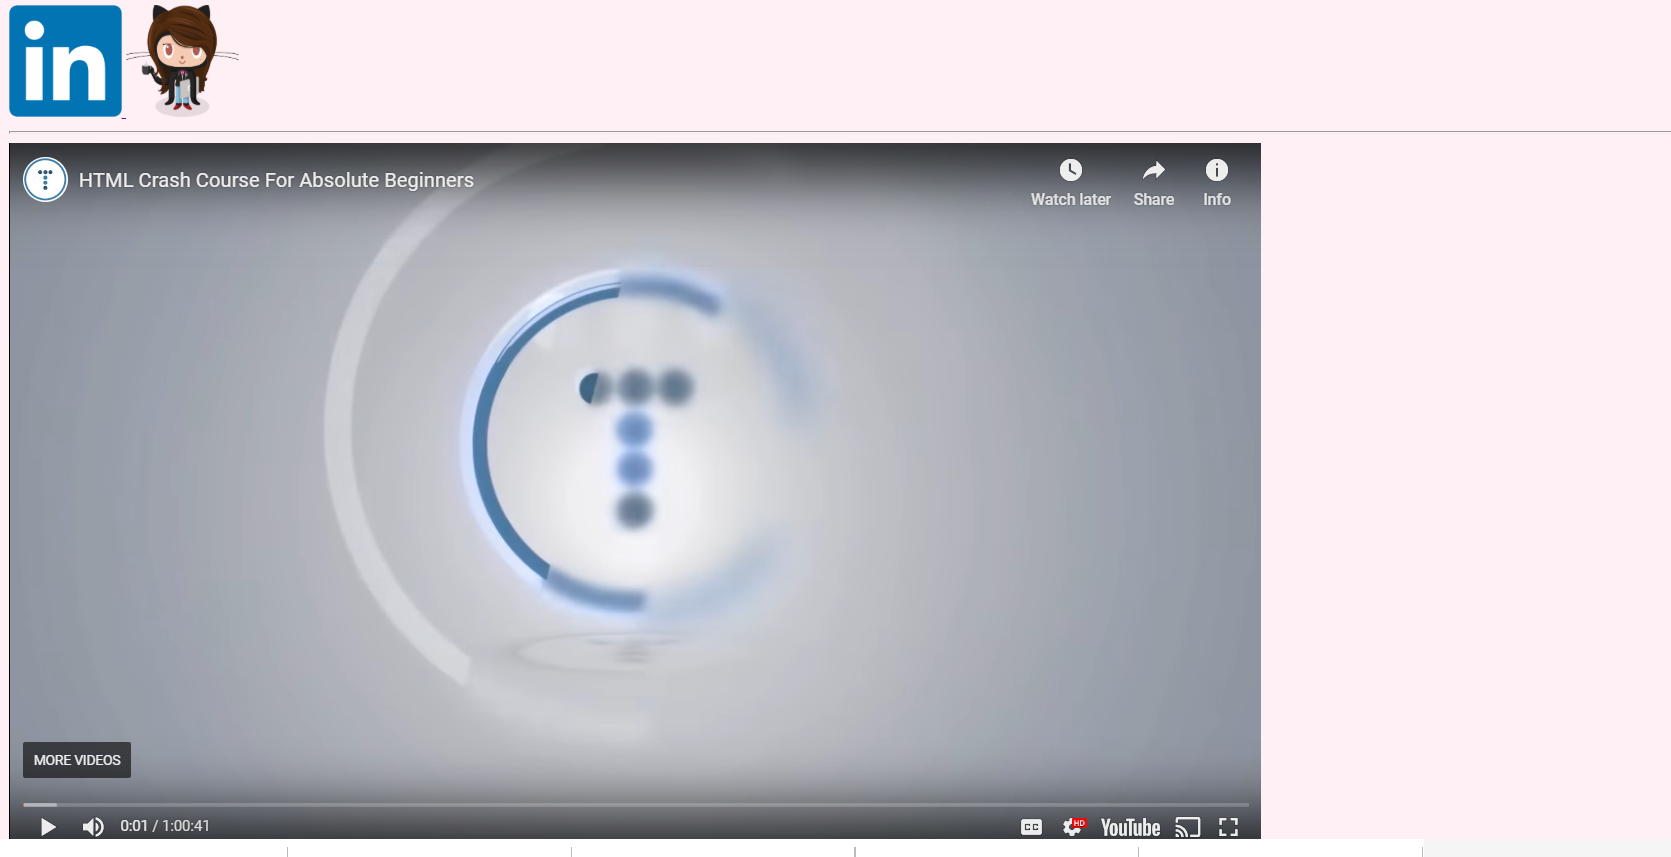 in
HTML Crash Course For Absolute Beginners
Watch later
Share
Info
MORE VIDEOS
0:01 / 1:00:41
CC
HD
YouTube